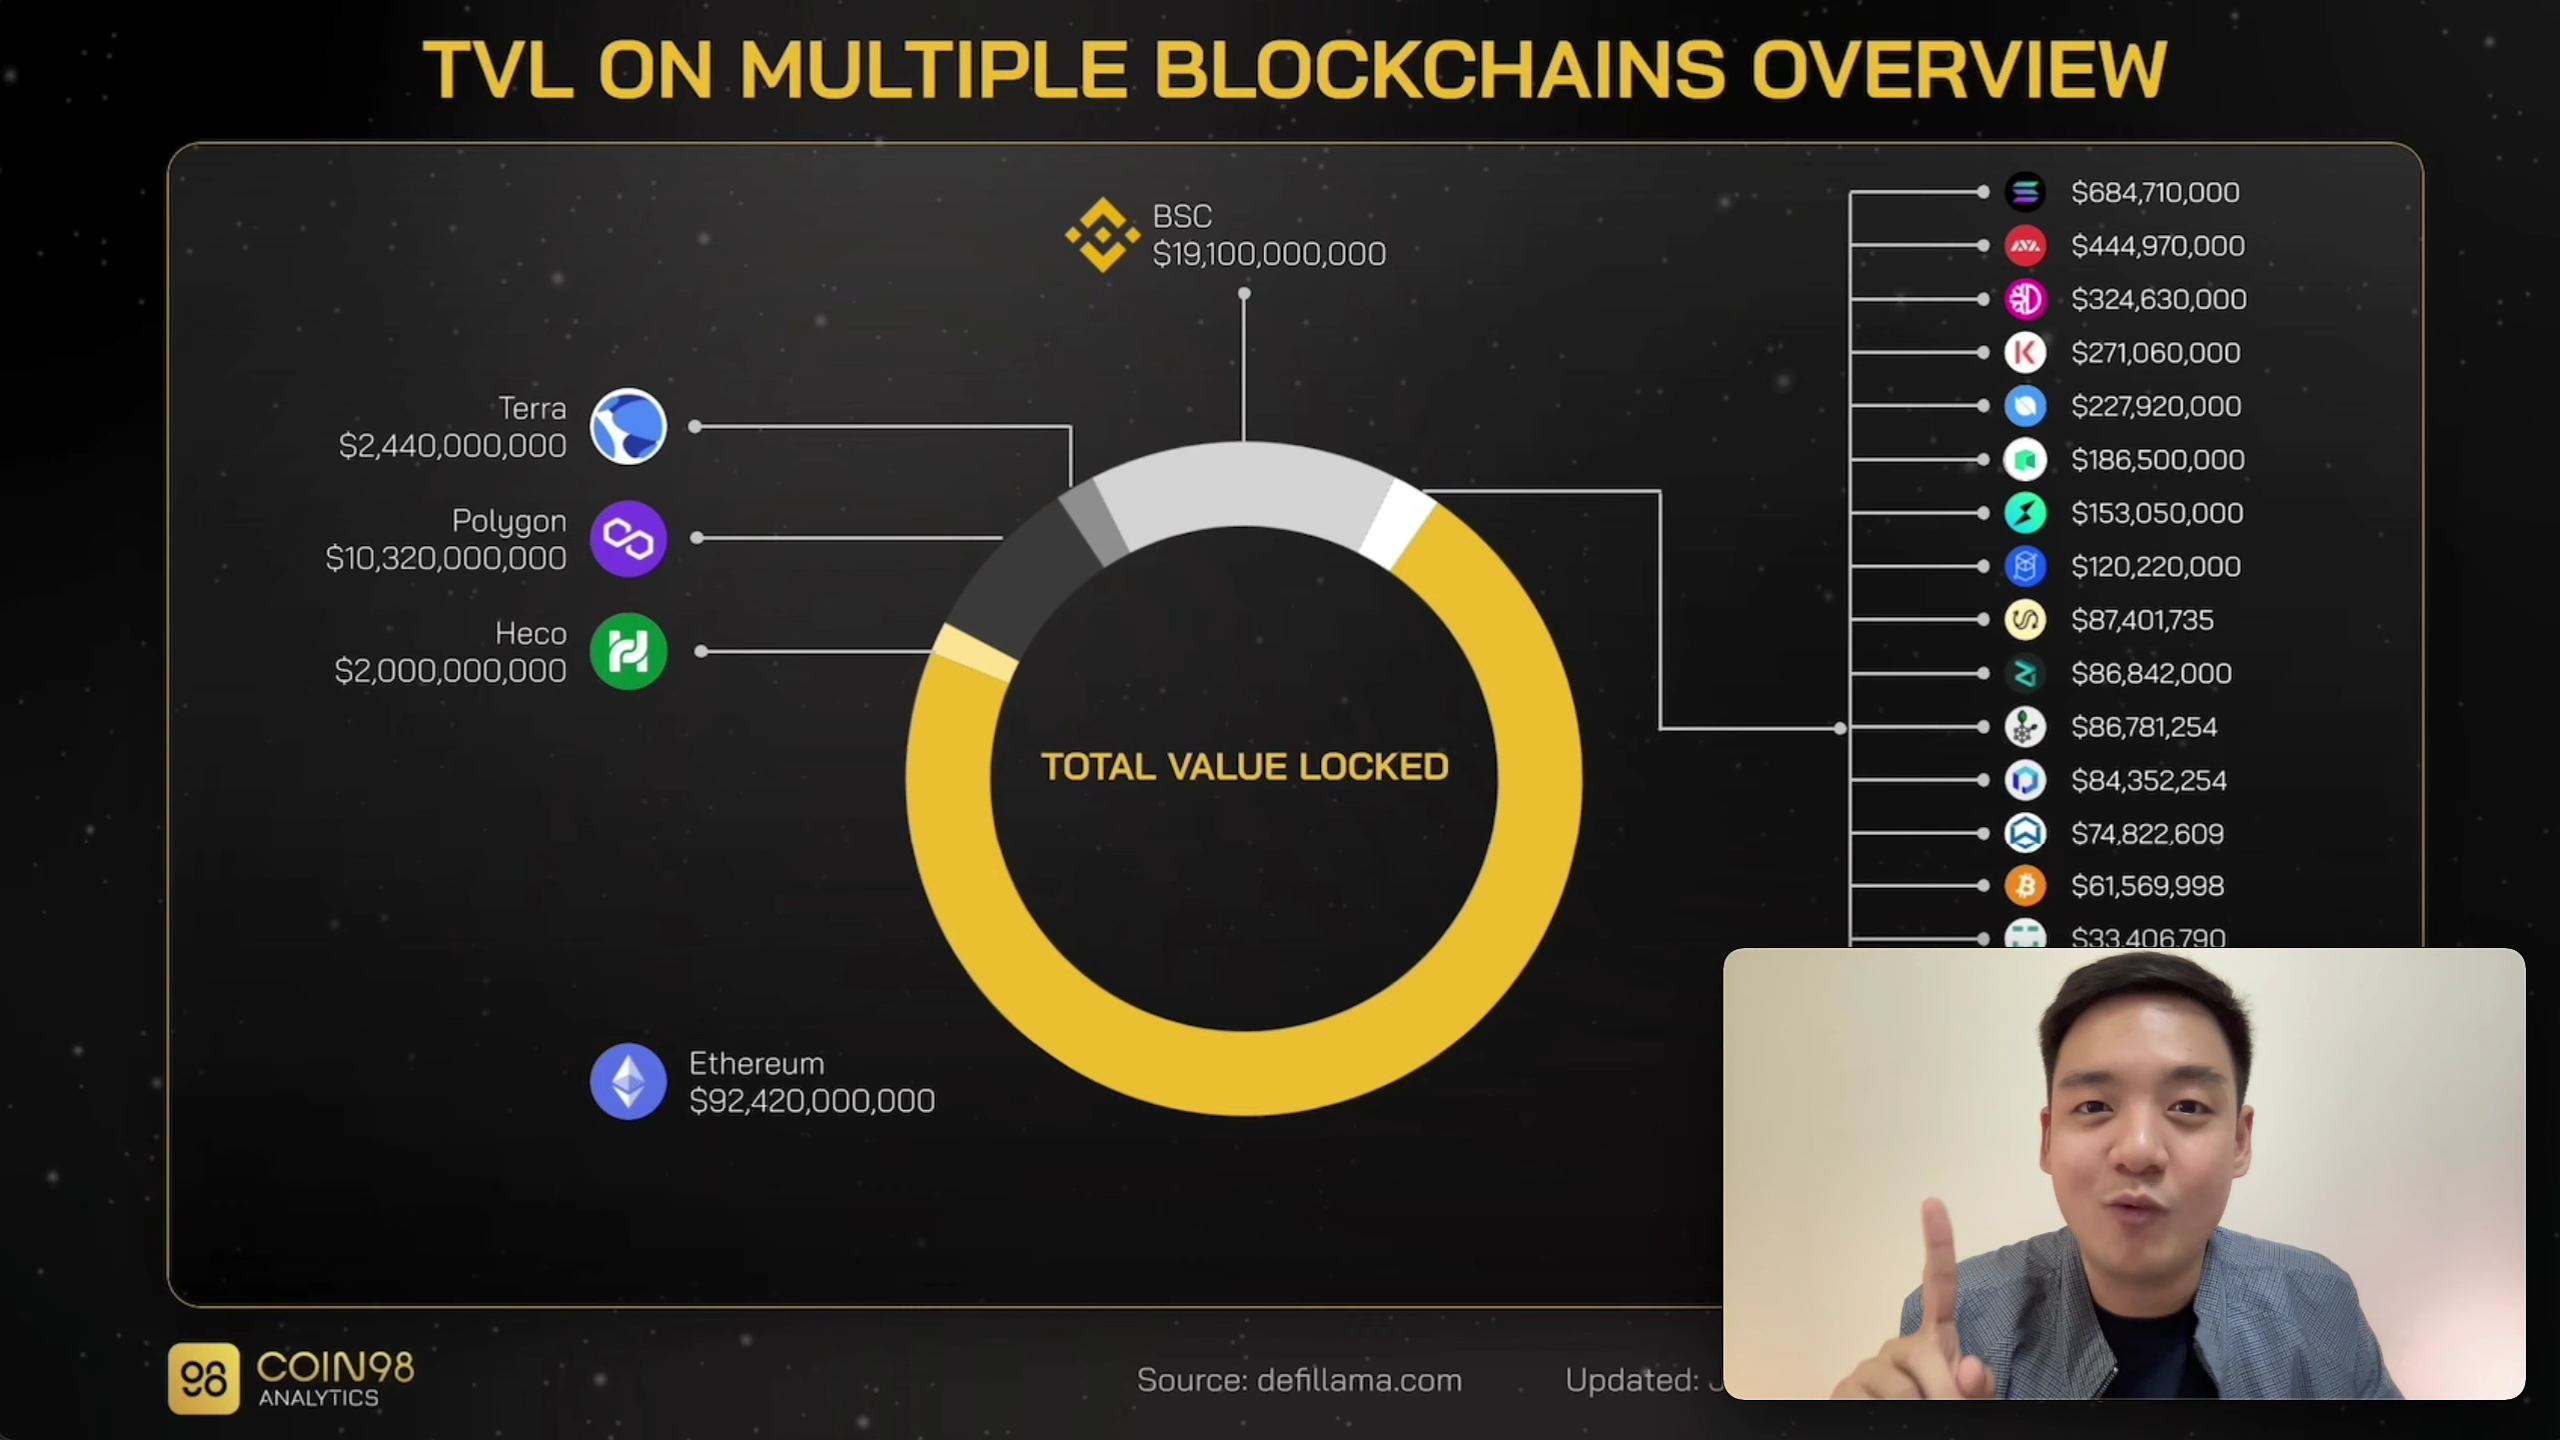 TVL ON MULTIPLE BLOCKCHAINS OVERVIEW
BSC
$19,100,000,000
Terra
$2,440,000,000
Polygon
$10,320,000,000
Heco
$2,000,000,000
TOTAL VALUE LOCKED
Ethereum
$92,420,000,000
$684,710,000
$444,970,000
$324,630,000
$271,060,000
$227,920,000
$186,500,000
$153,050,000
$120,220,000
$87,401,735
$86,842,000
$86,781,254
$84,352,254
$74,822,609
$61,569,998
$33,406,790
98
COIN98
ANALYTICS
Source: defillama.com
Updated: